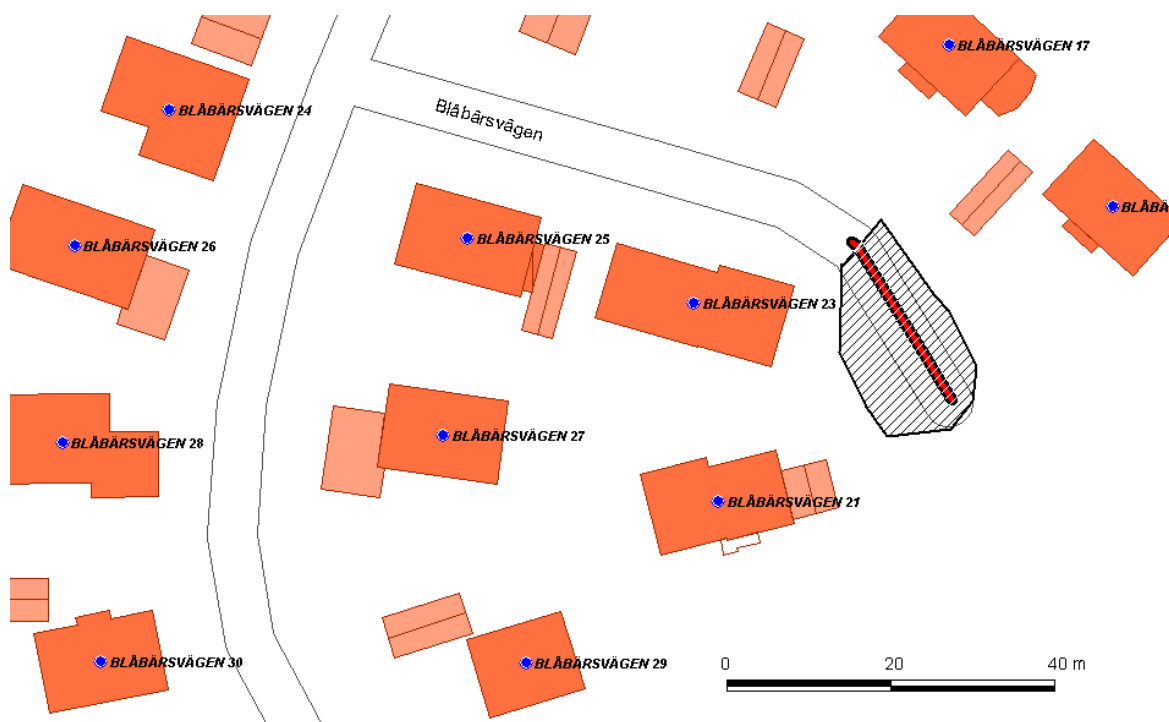 BLÅBÄRSVÄGEN 17
BLÅBÄRSVÄGEN 24
Blåbärsvägen
BLÅBÄ
BLÅBÄRSVÄGEN 26
BLÅBÄRSVÄGEN 25
BLÅBÄRSVÄGEN 23
BLÅBÄRSVÄGEN 28
BLÅBÄRSVÄGEN 27
BLÅBÄRSVÄGEN 21
BLÅBÄRSVÄGEN 30
BLÅBÄRSVÄGEN 29
0 20 40 m